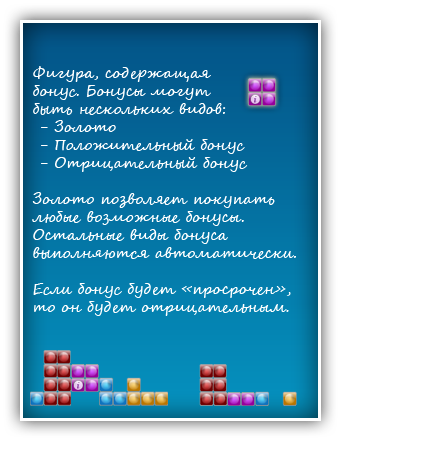 Фигура, содержащая
бонус. Бонусы могут
быть нескольких видов:
- Золото
- Положительный бонус
- Отрицательный бонус
Золото позволяет покупать
любые возможные бонусы.
Остальные виды бонуса
выполняются автоматически.
Если бонус будет «просрочен»,
то он будет отрицательным.